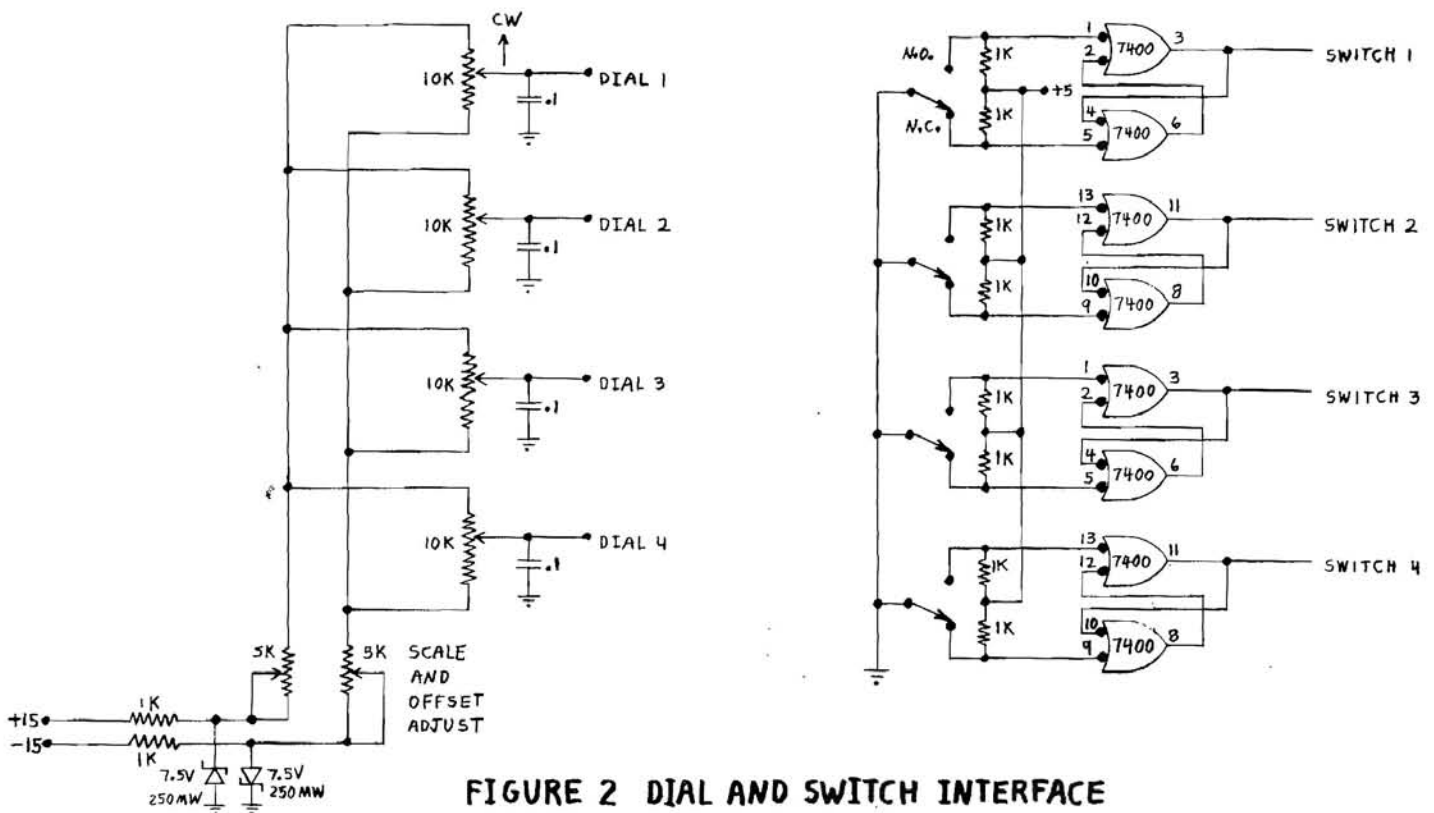 CW
10K
.1
DIAL 1
10K
.1
DIAL 2
10K
.1
DIAL 3
10K
.1
DIAL 4
5K
5K
SCALE
AND
OFFSET
ADJUST
+15
1K
-15
1K
7.5V
250MW
7.5V
250MW
N.O.
N.C.
1K
+5
1K
1
2
7400
3
4
5
7400
6
SWITCH 1
1K
1K
13
12
7400
11
10
9
7400
8
SWITCH 2
1K
1K
1
2
7400
3
4
5
7400
6
SWITCH 3
1K
1K
13
12
7400
11
10
9
7400
8
SWITCH 4
FIGURE 2 DIAL AND SWITCH INTERFACE